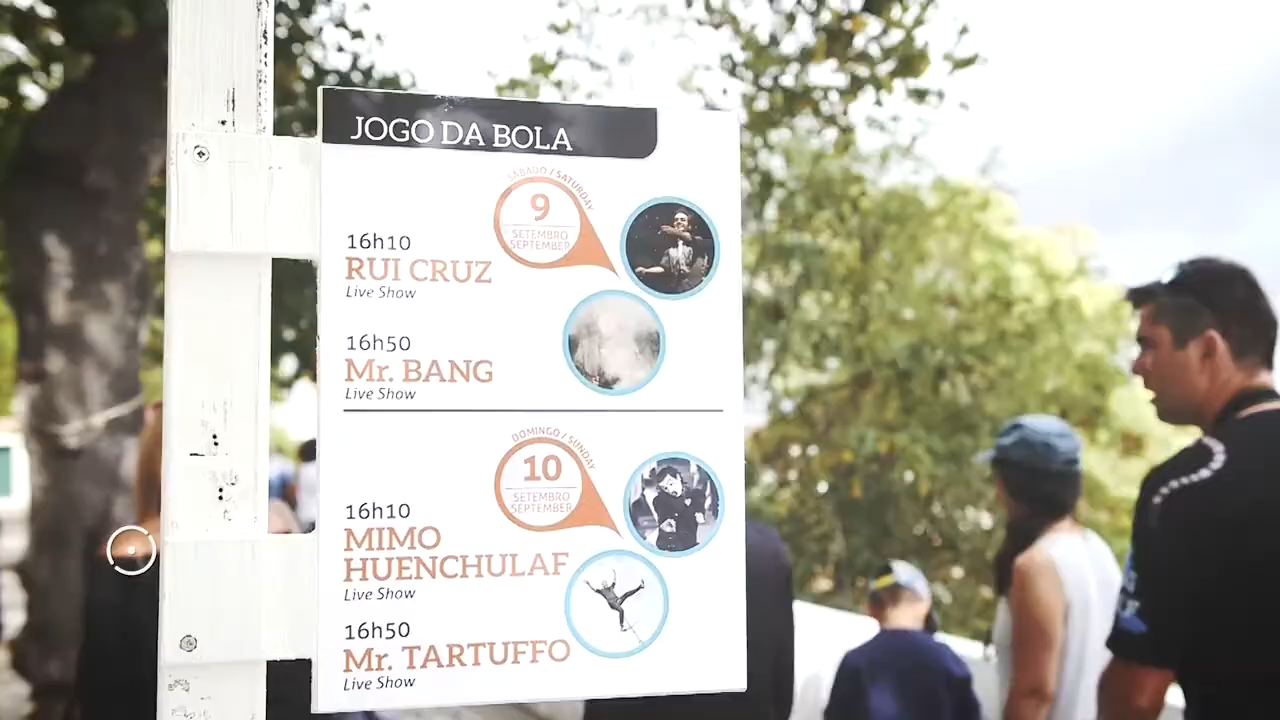 JOGO DA BOLA
SÁBADO / SATURDAY
9
SETEMBRO
SEPTEMBER
16h10
RUI CRUZ
Live Show
16h50
Mr. BANG
Live Show
DOMINGO / SUNDAY
10
SETEMBRO
SEPTEMBER
16h10
MIMO
HUENCHULAF
Live Show
16h50
Mr. TARTUFFO
Live Show